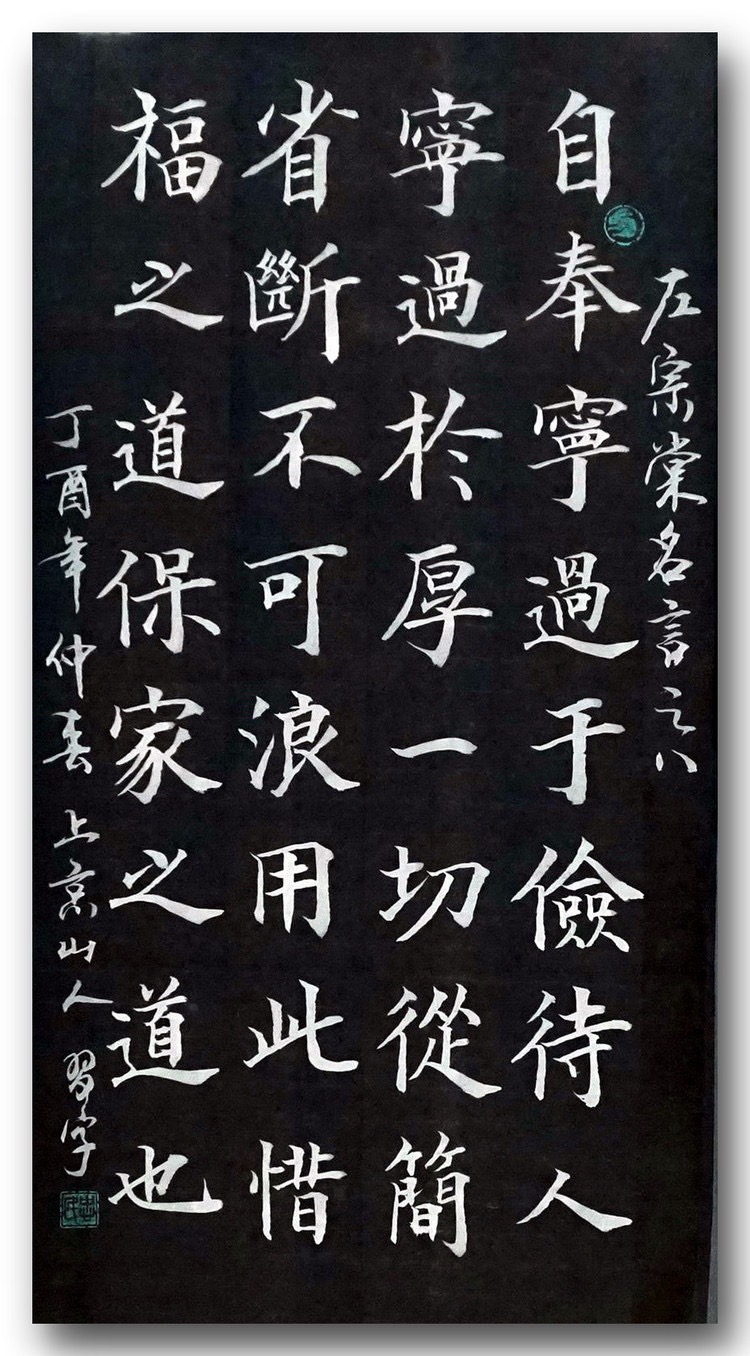 左宗棠名言之八
自奉寧過于儉待人
寧過於厚一切從簡
省斷不可浪用此惜
福之道保家之道也
丁酉年仲春上京山人習字